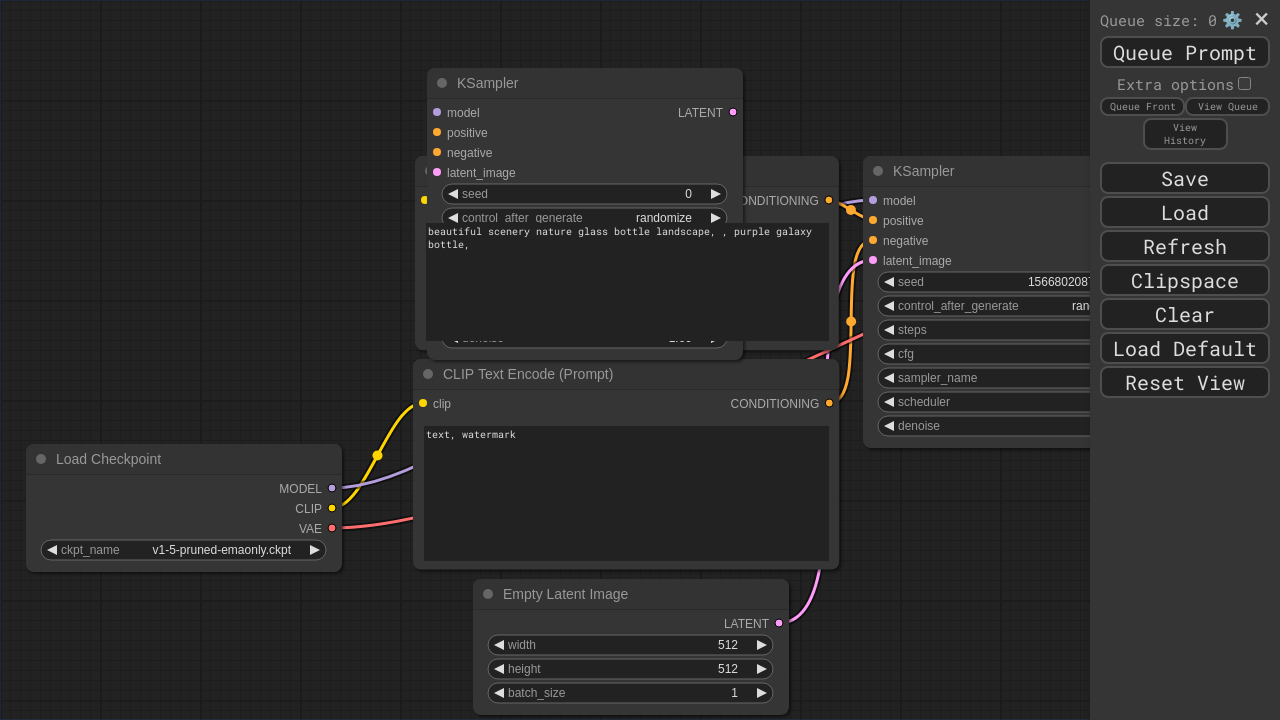 KSampler
model
LATENT
positive
negative
latent_image
seed
0
control_after_generate
randomize
beautiful scenery nature glass bottle landscape, , purple galaxy
bottle,
CLIP Text Encode (Prompt)
clip
CONDITIONING
text, watermark
Load Checkpoint
MODEL
CLIP
VAE
ckpt_name
v1-5-pruned-emaonly.ckpt
Empty Latent Image
LATENT
width
512
height
512
batch_size
1
KSampler
model
positive
negative
latent_image
seed
control_after_generate
steps
cfg
sampler_name
scheduler
denoise
Queue size: 0
Queue Prompt
Extra options
Queue Front
View Queue
View
History
Save
Load
Refresh
Clipspace
Clear
Load Default
Reset View